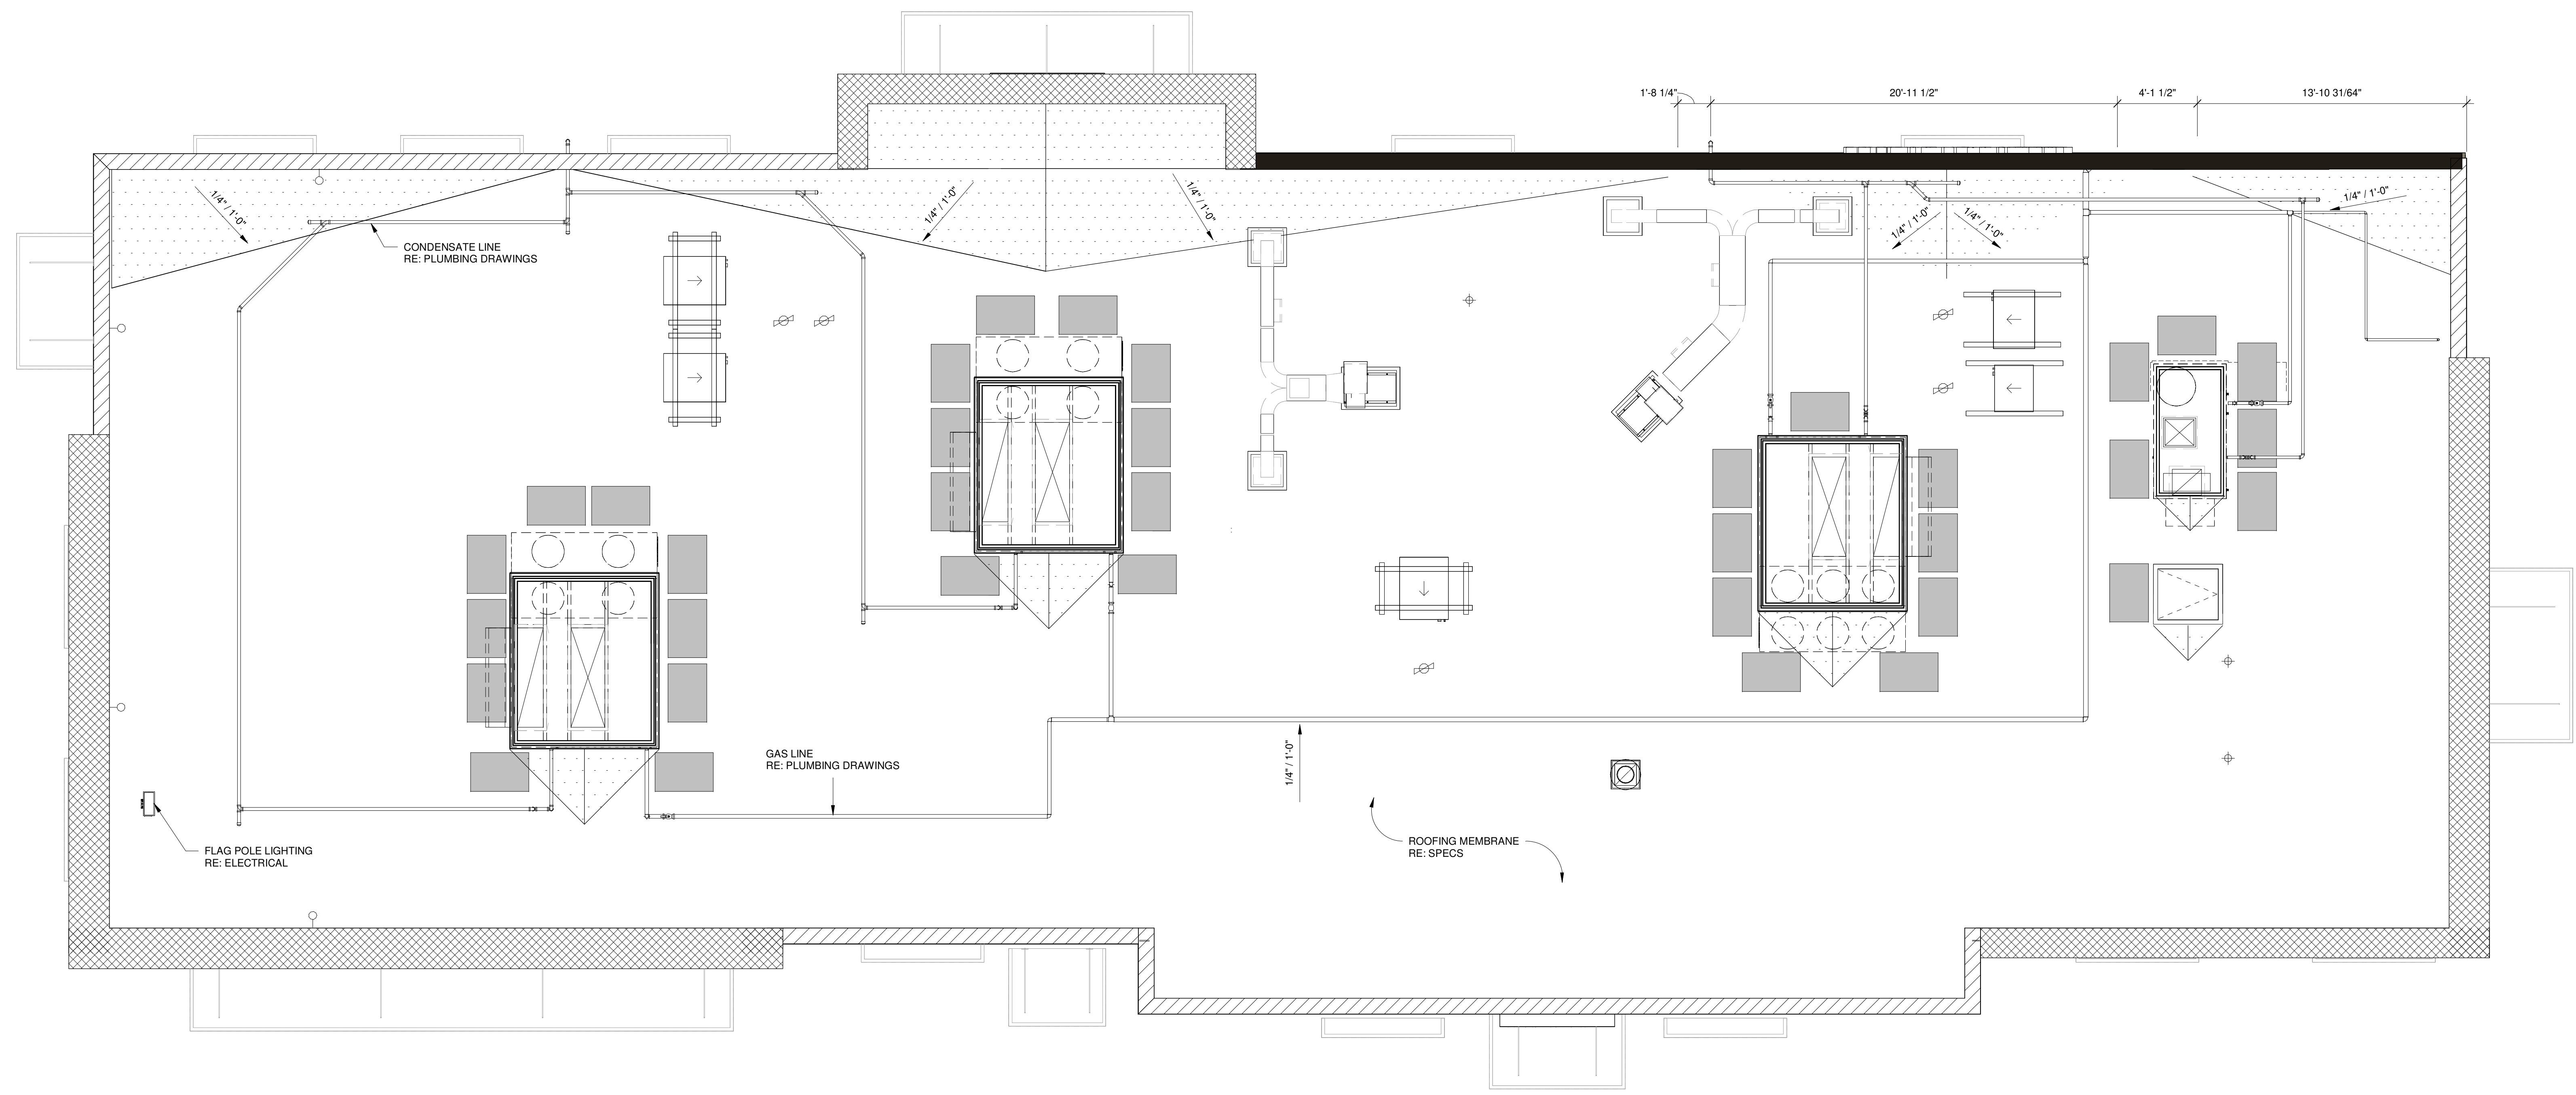 1'-8 1/4"
20'-11 1/2"
4'-1 1/2"
13'-10 31/64"
1/4" / 1'-0"
1/4" / 1'-0"
1/4" / 1'-0"
1/4" / 1'-0"
1/4" / 1'-0"
1/4" / 1'-0"
CONDENSATE LINE
RE: PLUMBING DRAWINGS
GAS LINE
RE: PLUMBING DRAWINGS
1/4" / 1'-0"
FLAG POLE LIGHTING
RE: ELECTRICAL
ROOFING MEMBRANE
RE: SPECS